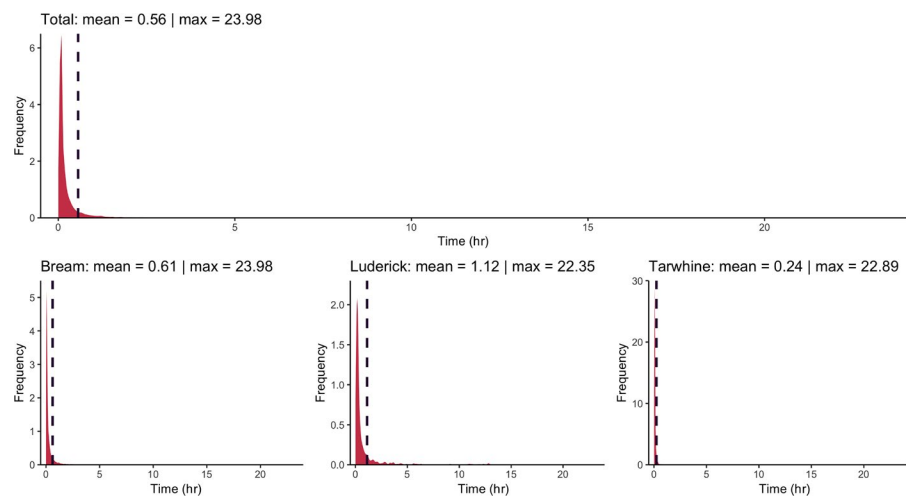 Total: mean = 0.56 | max = 23.98
Frequency
6
4
2
0
0 5 10 15 20
Time (hr)
Bream: mean = 0.61 | max = 23.98
Frequency
5
4
3
2
1
0
0 5 10 15 20
Time (hr)
Luderick: mean = 1.12 | max = 22.35
Frequency
2.0
1.5
1.0
0.5
0.0
0 5 10 15 20
Time (hr)
Tarwhine: mean = 0.24 | max = 22.89
Frequency
30
20
10
0
0 5 10 15 20
Time (hr)